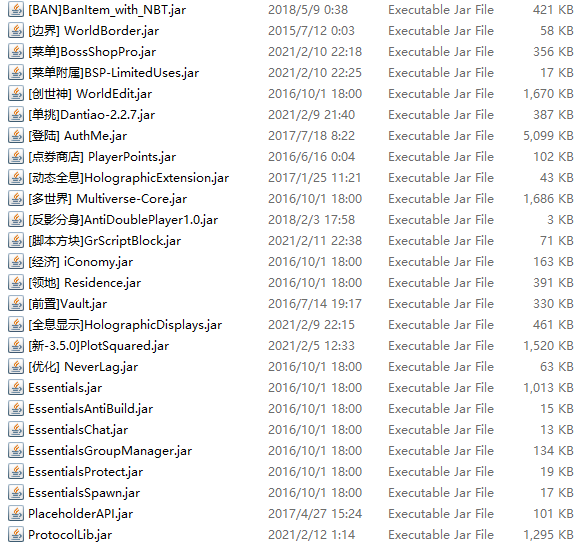 [BAN]BanItem_with_NBT.jar 2018/5/9 0:38 Executable Jar File 421 KB
[边界] WorldBorder.jar 2015/7/12 0:03 Executable Jar File 58 KB
[菜单]BossShopPro.jar 2021/2/10 22:18 Executable Jar File 356 KB
[菜单附属]BSP-LimitedUses.jar 2021/2/10 22:25 Executable Jar File 17 KB
[创世神] WorldEdit.jar 2016/10/1 18:00 Executable Jar File 1,670 KB
[单挑]Dantiao-2.2.7.jar 2021/2/9 21:40 Executable Jar File 387 KB
[登陆] AuthMe.jar 2017/7/18 8:22 Executable Jar File 5,099 KB
[点券商店] PlayerPoints.jar 2016/6/16 0:04 Executable Jar File 102 KB
[动态全息]HolographicExtension.jar 2017/1/25 11:21 Executable Jar File 43 KB
[多世界] Multiverse-Core.jar 2016/10/1 18:00 Executable Jar File 1,686 KB
[反影分身]AntiDoublePlayer1.0.jar 2018/2/3 17:58 Executable Jar File 3 KB
[脚本方块]GrScriptBlock.jar 2021/2/11 22:38 Executable Jar File 71 KB
[经济] iConomy.jar 2016/10/1 18:00 Executable Jar File 163 KB
[领地] Residence.jar 2016/10/1 18:00 Executable Jar File 391 KB
[前置]Vault.jar 2016/7/14 19:17 Executable Jar File 330 KB
[全息显示]HolographicDisplays.jar 2021/2/9 22:15 Executable Jar File 461 KB
[新-3.5.0]PlotSquared.jar 2021/2/5 12:33 Executable Jar File 1,520 KB
[优化] NeverLag.jar 2016/10/1 18:00 Executable Jar File 63 KB
Essentials.jar 2016/10/1 18:00 Executable Jar File 1,013 KB
EssentialsAntiBuild.jar 2016/10/1 18:00 Executable Jar File 15 KB
EssentialsChat.jar 2016/10/1 18:00 Executable Jar File 13 KB
EssentialsGroupManager.jar 2016/10/1 18:00 Executable Jar File 134 KB
EssentialsProtect.jar 2016/10/1 18:00 Executable Jar File 19 KB
EssentialsSpawn.jar 2016/10/1 18:00 Executable Jar File 17 KB
PlaceholderAPI.jar 2017/4/27 15:24 Executable Jar File 101 KB
ProtocolLib.jar 2021/2/12 1:14 Executable Jar File 1,295 KB